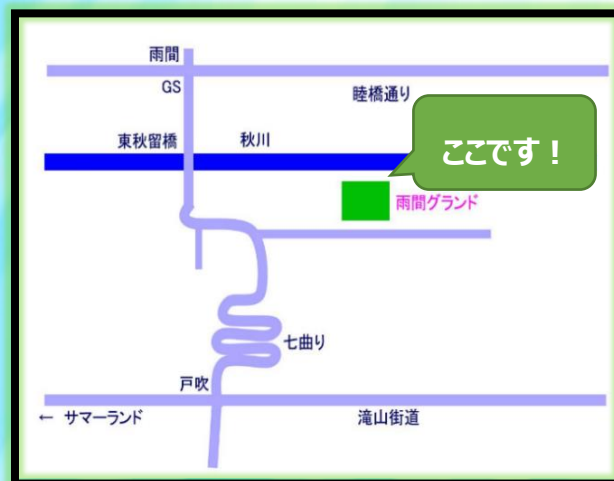 雨間
GS
睦橋通り
東秋留橋
秋川
ここです！
雨間グランド
七曲り
戸吹
← サマーランド
滝山街道